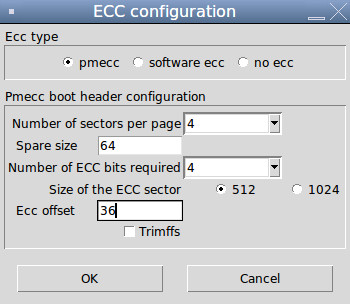 ECC configuration
Ecc type
pmecc software ecc no ecc
Pmecc boot header configuration
Number of sectors per page 4
Spare size 64
Number of ECC bits required 4
Size of the ECC sector 512 1024
Ecc offset 36
Trimffs
OK Cancel